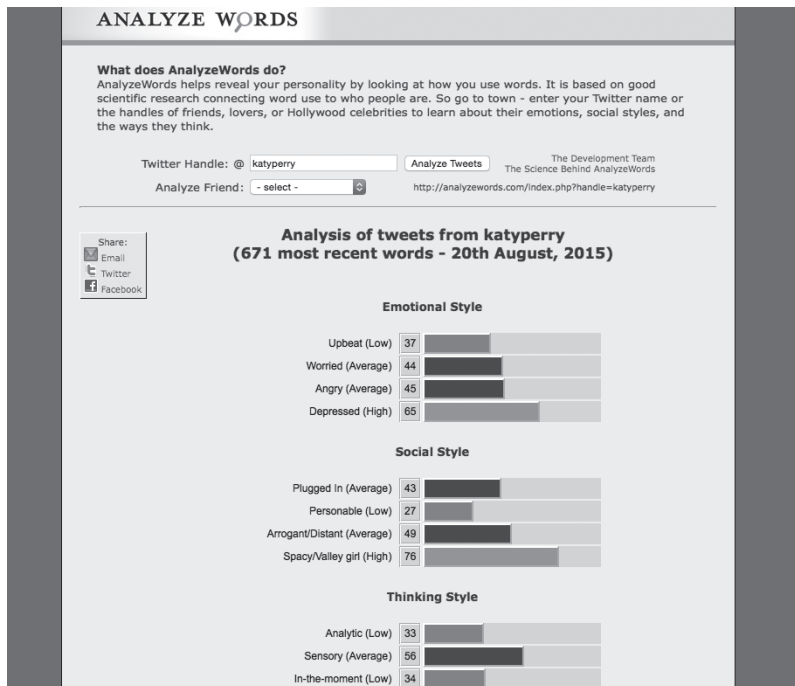 ANALYZE WORDS
What does AnalyzeWords do?
AnalyzeWords helps reveal your personality by looking at how you use words. It is based on good
scientific research connecting word use to who people are. So go to town - enter your Twitter name or
the handles of friends, lovers, or Hollywood celebrities to learn about their emotions, social styles, and
the ways they think.
Twitter Handle: @ katyperry Analyze Tweets
The Development Team
The Science Behind AnalyzeWords
Analyze Friend: - select - http://analyzewords.com/index.php?handle=katyperry
Share:
Email
Twitter
Facebook
Analysis of tweets from katyperry
(671 most recent words - 20th August, 2015)
Emotional Style
Upbeat (Low) 37
Worried (Average) 44
Angry (Average) 45
Depressed (High) 65
Social Style
Plugged In (Average) 43
Personable (Low) 27
Arrogant/Distant (Average) 49
Spacy/Valley girl (High) 76
Thinking Style
Analytic (Low) 33
Sensory (Average) 56
In-the-moment (Low) 34